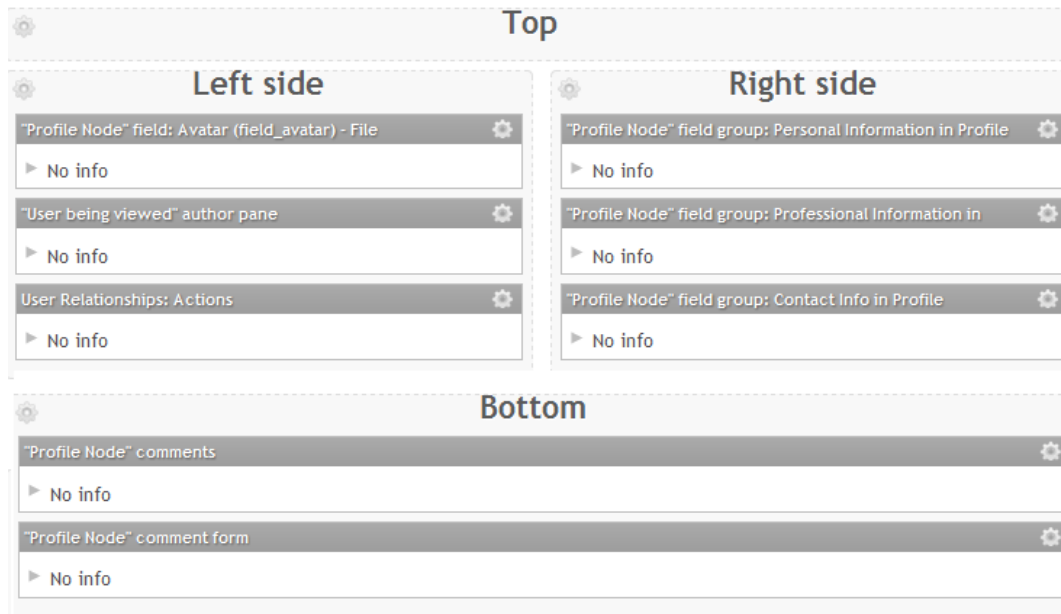 Top
Left side
"Profile Node" field: Avatar (field_avatar) - File
No info
"User being viewed" author pane
No info
User Relationships: Actions
No info
Right side
"Profile Node" field group: Personal Information in Profile
No info
"Profile Node" field group: Professional Information in
No info
"Profile Node" field group: Contact Info in Profile
No info
Bottom
"Profile Node" comments
No info
"Profile Node" comment form
No info